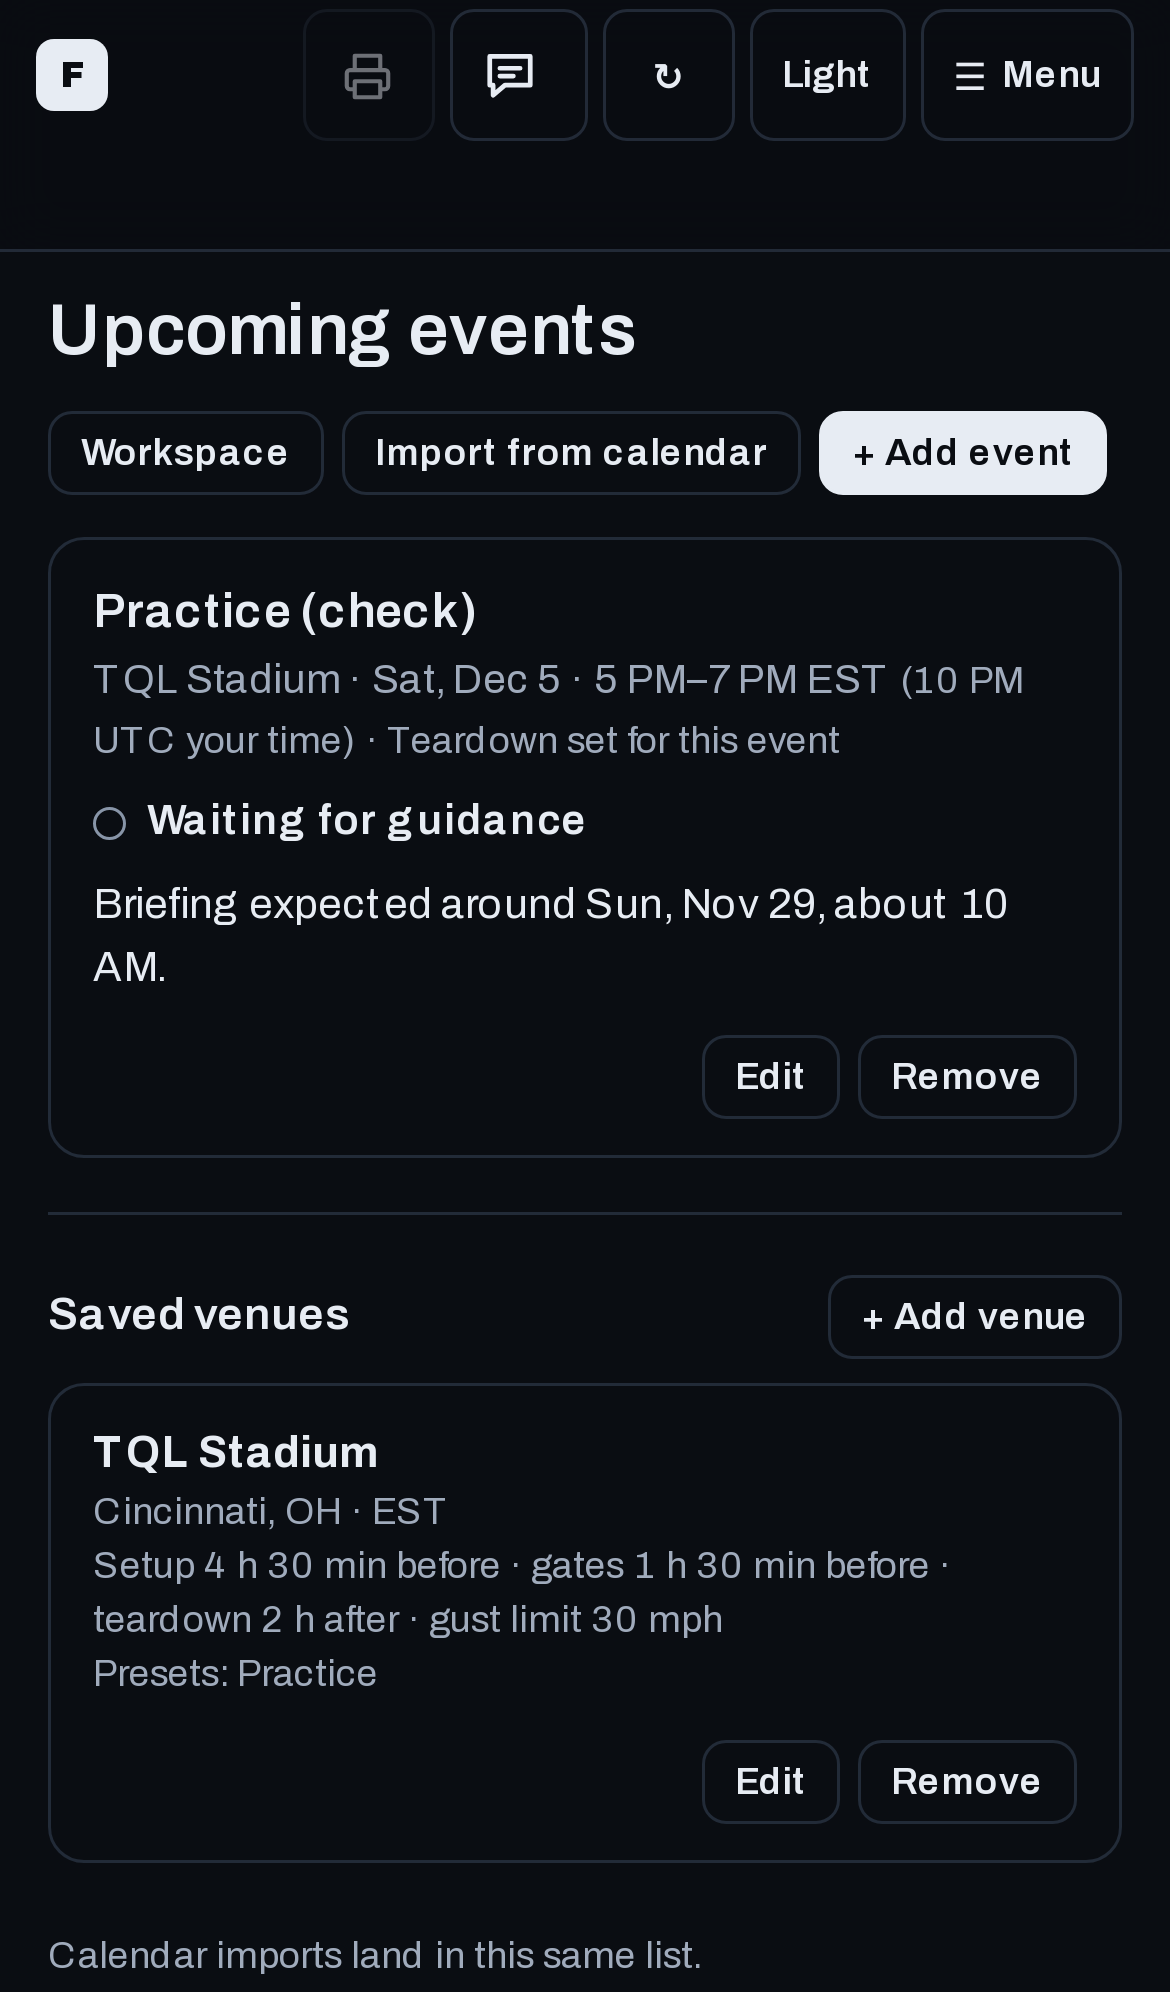 F
↻
Light
☰ Menu
Upcoming events
Workspace
Import from calendar
+ Add event
Practice (check)
TQL Stadium · Sat, Dec 5 · 5 PM–7 PM EST (10 PM
UTC your time) · Teardown set for this event
Waiting for guidance
Briefing expected around Sun, Nov 29, about 10
AM.
Edit
Remove
Saved venues
+ Add venue
TQL Stadium
Cincinnati, OH · EST
Setup 4 h 30 min before · gates 1 h 30 min before ·
teardown 2 h after · gust limit 30 mph
Presets: Practice
Edit
Remove
Calendar imports land in this same list.